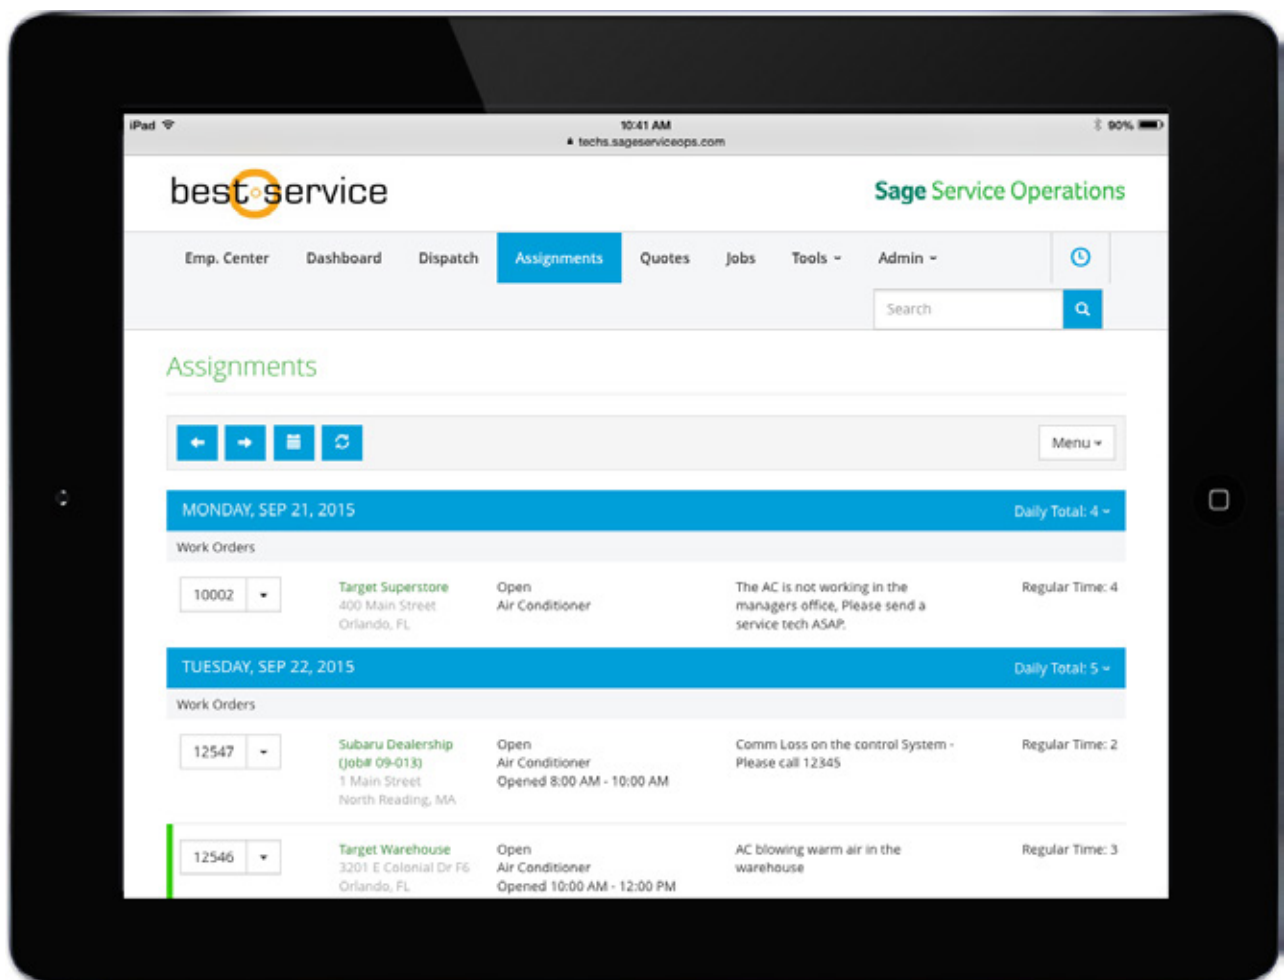 iPad 10:41 AM 90%
techs.sageserviceops.com
best service Sage Service Operations
Emp. Center Dashboard Dispatch Assignments Quotes Jobs Tools Admin
Search
Assignments
Menu
MONDAY, SEP 21, 2015 Daily Total: 4
Work Orders
10002 Target Superstore Open The AC is not working in the Regular Time: 4
400 Main Street Air Conditioner managers office, Please send a
Orlando, FL service tech ASAP.
TUESDAY, SEP 22, 2015 Daily Total: 5
Work Orders
12547 Subaru Dealership Open Comm Loss on the control System - Regular Time: 2
(Job# 09-013) Air Conditioner Please call 12345
1 Main Street Opened 8:00 AM - 10:00 AM
North Reading, MA
12546 Target Warehouse Open AC blowing warm air in the Regular Time: 3
3201 E Colonial Dr F6 Air Conditioner warehouse
Orlando, FL Opened 10:00 AM - 12:00 PM